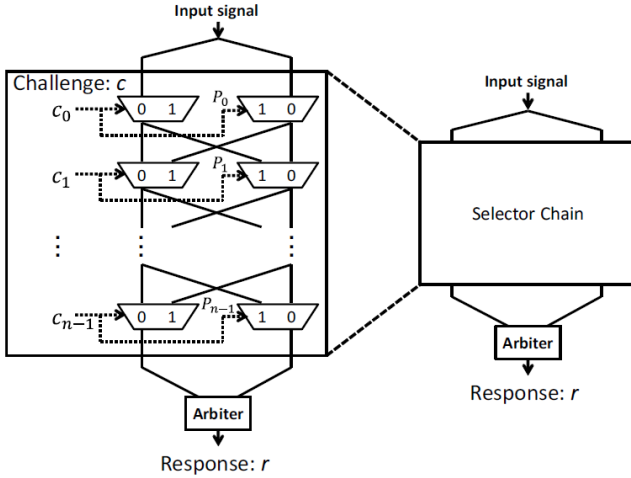 Input signal
Challenge: c
c₀ 0 1 P₀ 1 0
c₁ 0 1 P₁ 1 0
⋮ ⋮ ⋮
cₙ₋₁ 0 1 Pₙ₋₁ 1 0
Arbiter
Response: r
Input signal
Selector Chain
Arbiter
Response: r